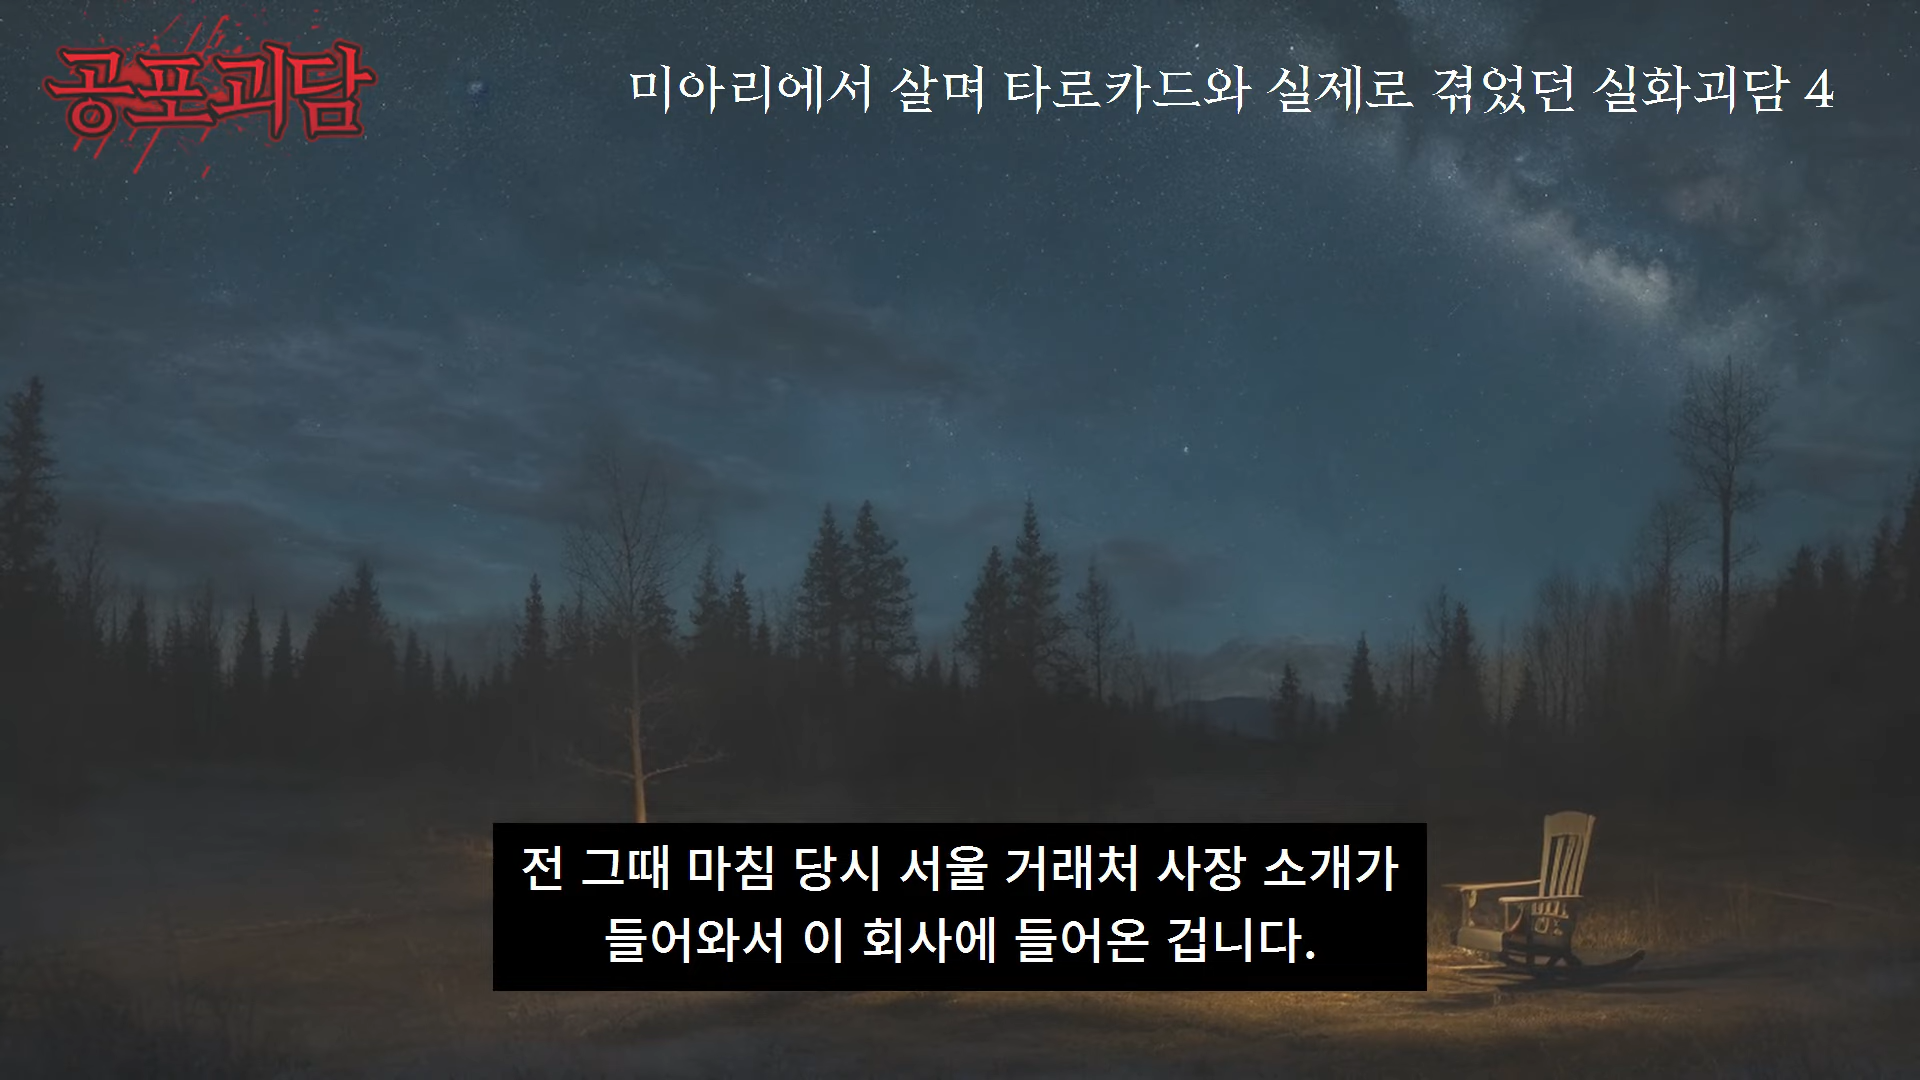 공포괴담
미아리에서 살며 타로카드와 실제로 겪었던 실화괴담 4
전 그때 마침 당시 서울 거래처 사장 소개가
들어와서 이 회사에 들어온 겁니다.